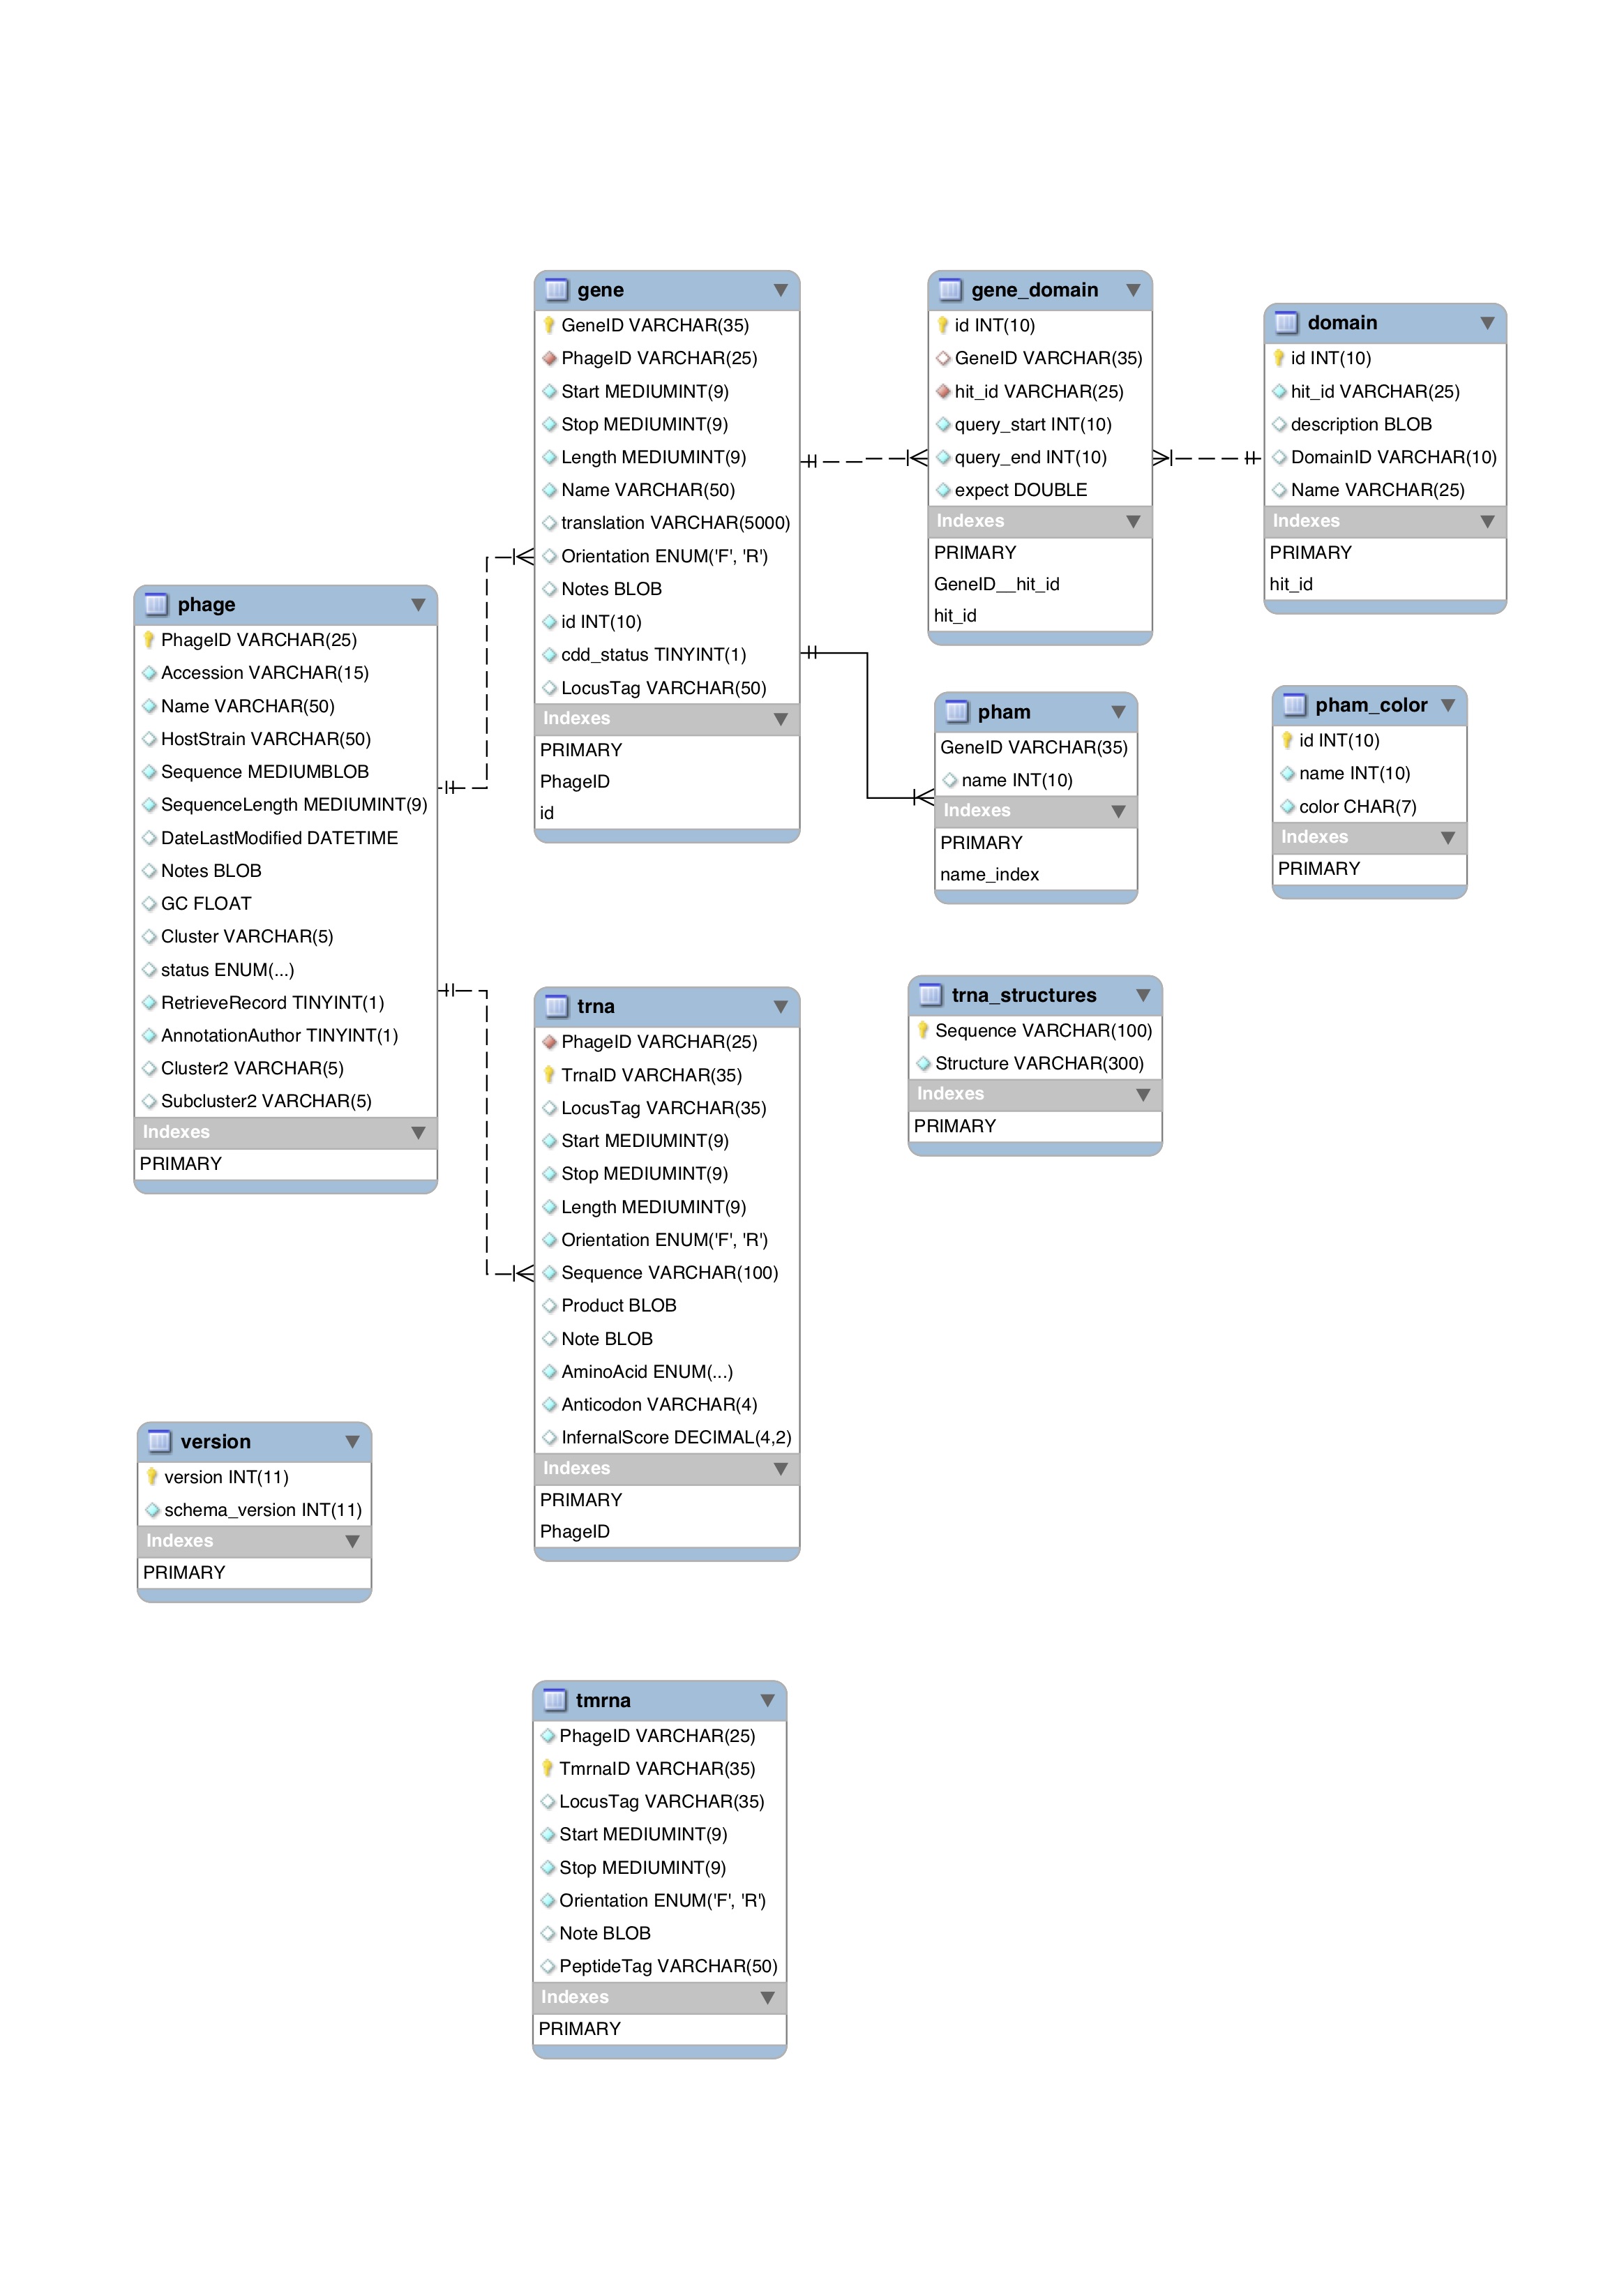 gene
GeneID VARCHAR(35)
PhageID VARCHAR(25)
Start MEDIUMINT(9)
Stop MEDIUMINT(9)
Length MEDIUMINT(9)
Name VARCHAR(50)
translation VARCHAR(5000)
Orientation ENUM('F', 'R')
Notes BLOB
id INT(10)
cdd_status TINYINT(1)
LocusTag VARCHAR(50)
Indexes
PRIMARY
PhageID
id
gene_domain
id INT(10)
GeneID VARCHAR(35)
hit_id VARCHAR(25)
query_start INT(10)
query_end INT(10)
expect DOUBLE
Indexes
PRIMARY
GeneID__hit_id
hit_id
domain
id INT(10)
hit_id VARCHAR(25)
description BLOB
DomainID VARCHAR(10)
Name VARCHAR(25)
Indexes
PRIMARY
hit_id
phage
PhageID VARCHAR(25)
Accession VARCHAR(15)
Name VARCHAR(50)
HostStrain VARCHAR(50)
Sequence MEDIUMBLOB
SequenceLength MEDIUMINT(9)
DateLastModified DATETIME
Notes BLOB
GC FLOAT
Cluster VARCHAR(5)
status ENUM(...)
RetrieveRecord TINYINT(1)
AnnotationAuthor TINYINT(1)
Cluster2 VARCHAR(5)
Subcluster2 VARCHAR(5)
Indexes
PRIMARY
pham
GeneID VARCHAR(35)
name INT(10)
Indexes
PRIMARY
name_index
pham_color
id INT(10)
name INT(10)
color CHAR(7)
Indexes
PRIMARY
trna
PhageID VARCHAR(25)
TrnaID VARCHAR(35)
LocusTag VARCHAR(35)
Start MEDIUMINT(9)
Stop MEDIUMINT(9)
Length MEDIUMINT(9)
Orientation ENUM('F', 'R')
Sequence VARCHAR(100)
Product BLOB
Note BLOB
AminoAcid ENUM(...)
Anticodon VARCHAR(4)
InfernalScore DECIMAL(4,2)
Indexes
PRIMARY
PhageID
trna_structures
Sequence VARCHAR(100)
Structure VARCHAR(300)
Indexes
PRIMARY
version
version INT(11)
schema_version INT(11)
Indexes
PRIMARY
tmrna
PhageID VARCHAR(25)
TmrnaID VARCHAR(35)
LocusTag VARCHAR(35)
Start MEDIUMINT(9)
Stop MEDIUMINT(9)
Orientation ENUM('F', 'R')
Note BLOB
PeptideTag VARCHAR(50)
Indexes
PRIMARY